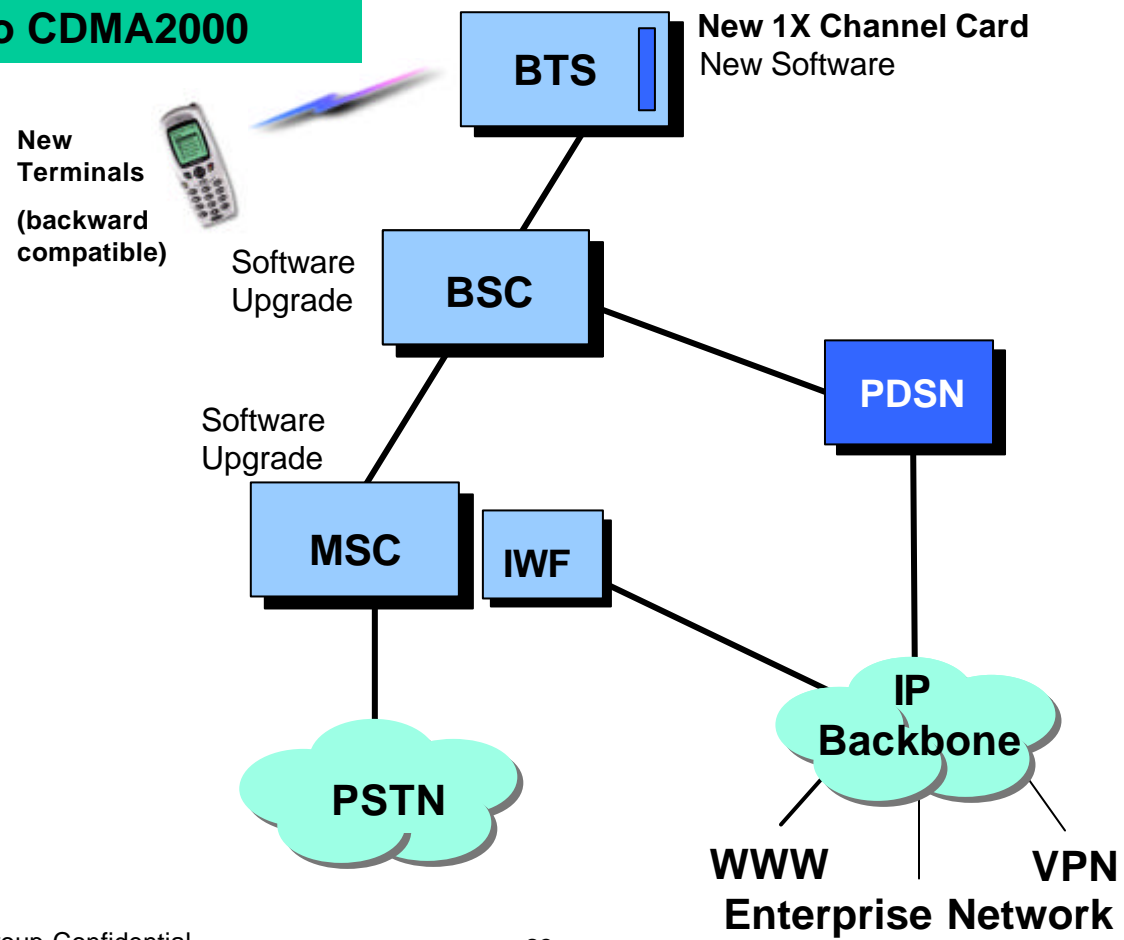 o CDMA2000
New 1X Channel Card
New Software
BTS
New
Terminals
(backward
compatible)
Software
Upgrade
BSC
PDSN
Software
Upgrade
MSC
IWF
IP
Backbone
PSTN
WWW
VPN
Enterprise Network
Confidential